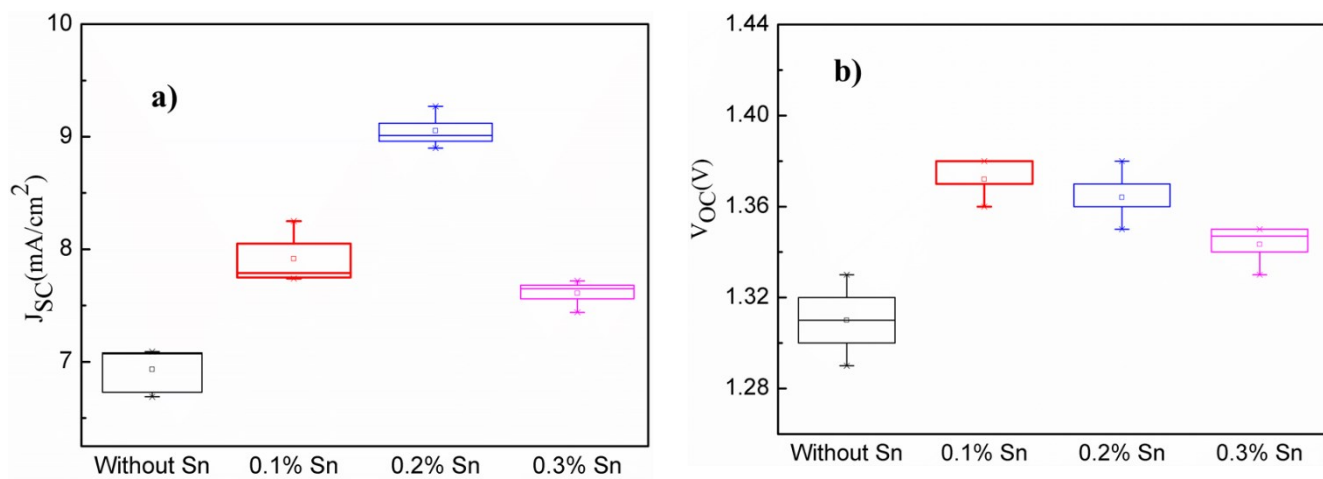 a)
J_SC(mA/cm²)
10
9
8
7
Without Sn 0.1% Sn 0.2% Sn 0.3% Sn
b)
V_OC(V)
1.44
1.40
1.36
1.32
1.28
Without Sn 0.1% Sn 0.2% Sn 0.3% Sn